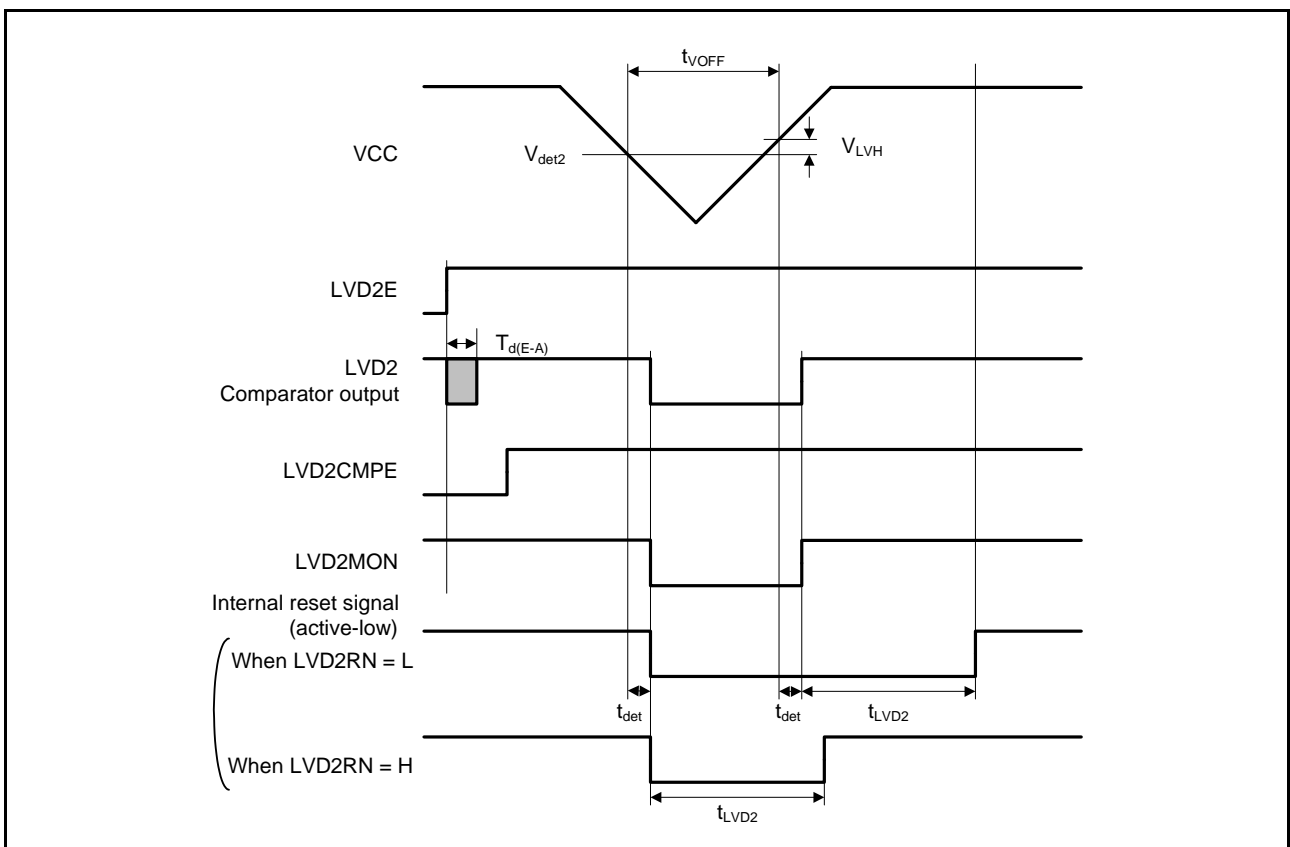 tVOFF
VCC
Vdet2
VLVH
LVD2E
Td(E-A)
LVD2
Comparator output
LVD2CMPE
LVD2MON
Internal reset signal
(active-low)
When LVD2RN = L
tdet
tdet
tLVD2
When LVD2RN = H
tLVD2